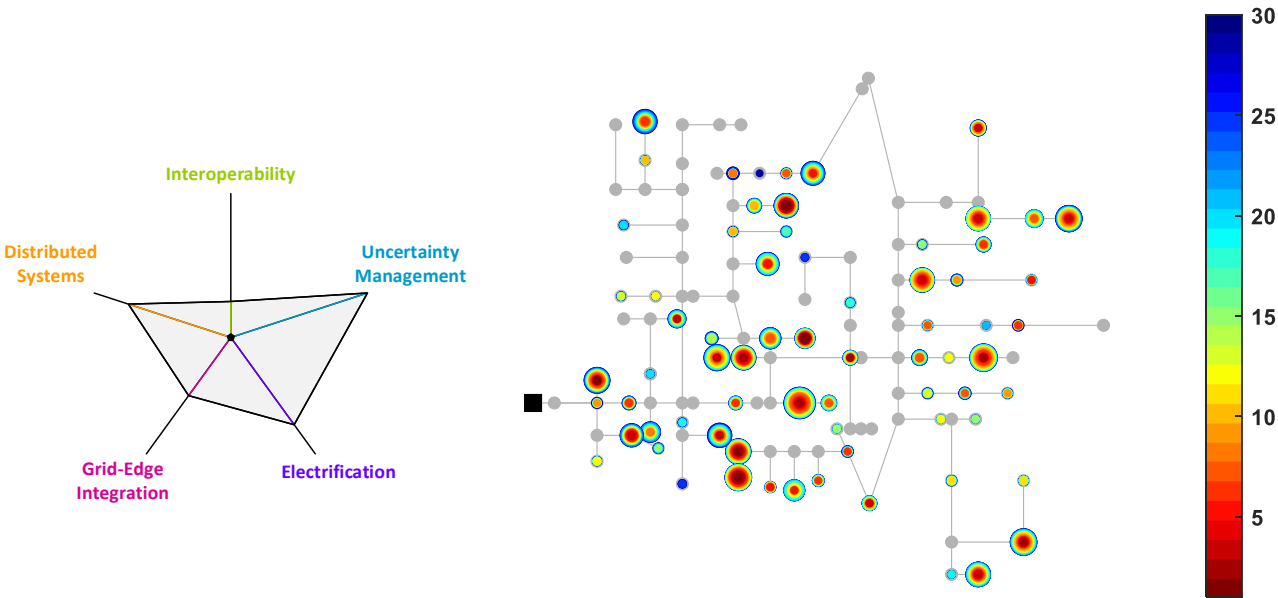 Interoperability
Distributed
Systems
Uncertainty
Management
Grid-Edge
Integration
Electrification
30
25
20
15
10
5